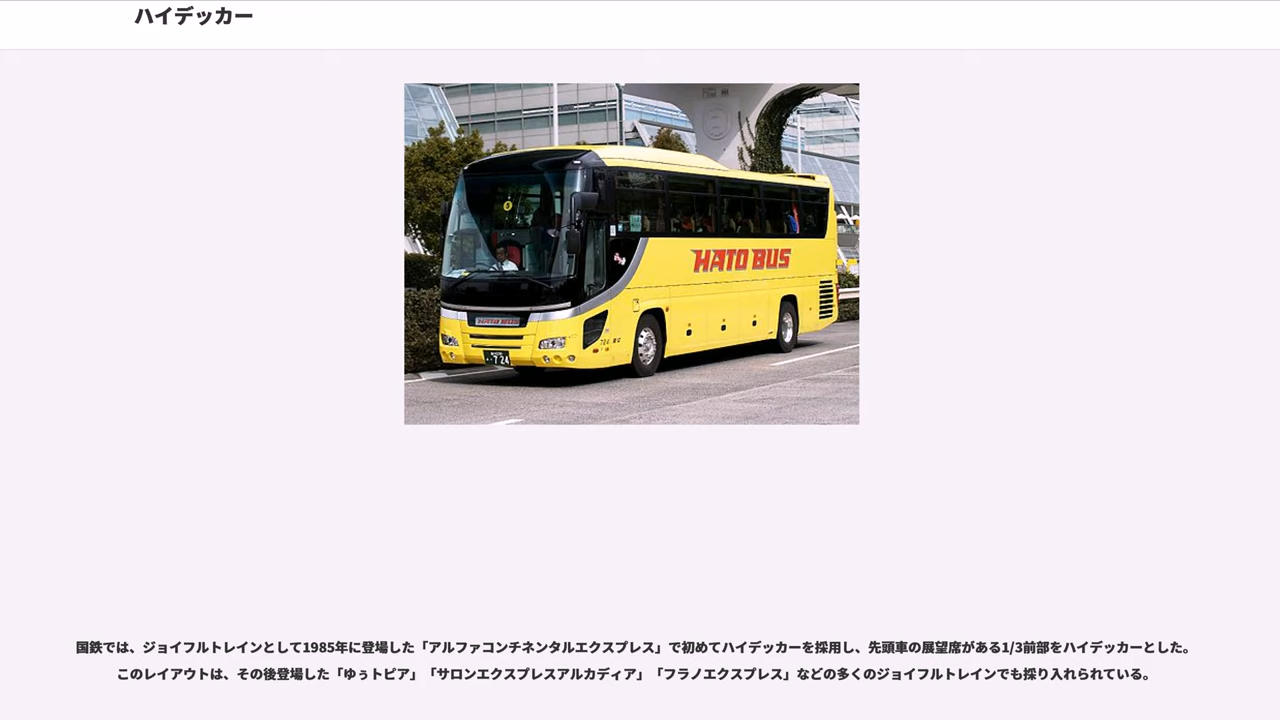 ハイデッカー
HATO BUS
HATO BUS
724
国鉄では、ジョイフルトレインとして1985年に登場した「アルファコンチネンタルエクスプレス」で初めてハイデッカーを採用し、先頭車の展望席がある1/3前部をハイデッカーとした。
このレイアウトは、その後登場した「ゆぅトピア」「サロンエクスプレスアルカディア」「フラノエクスプレス」などの多くのジョイフルトレインでも採り入れられている。